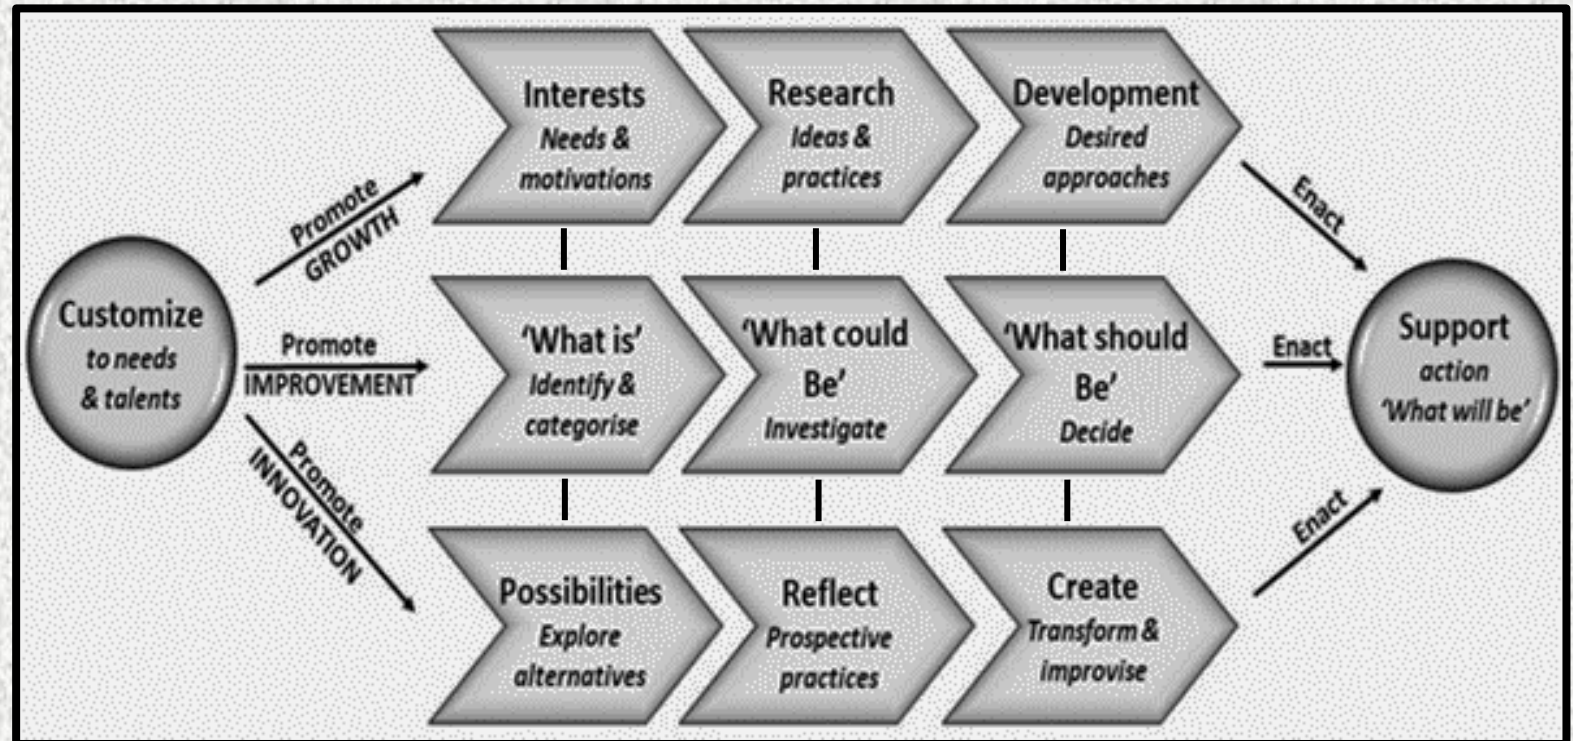 Customize
to needs
& talents
Promote
GROWTH
Interests
Needs &
motivations
Research
Ideas &
practices
Development
Desired
approaches
Enact
Promote
IMPROVEMENT
‘What is’
Identify &
categorise
‘What could
Be’
Investigate
‘What should
Be’
Decide
Enact
Promote
INNOVATION
Possibilities
Explore
alternatives
Reflect
Prospective
practices
Create
Transform &
improvise
Enact
Support
action
‘What will be’